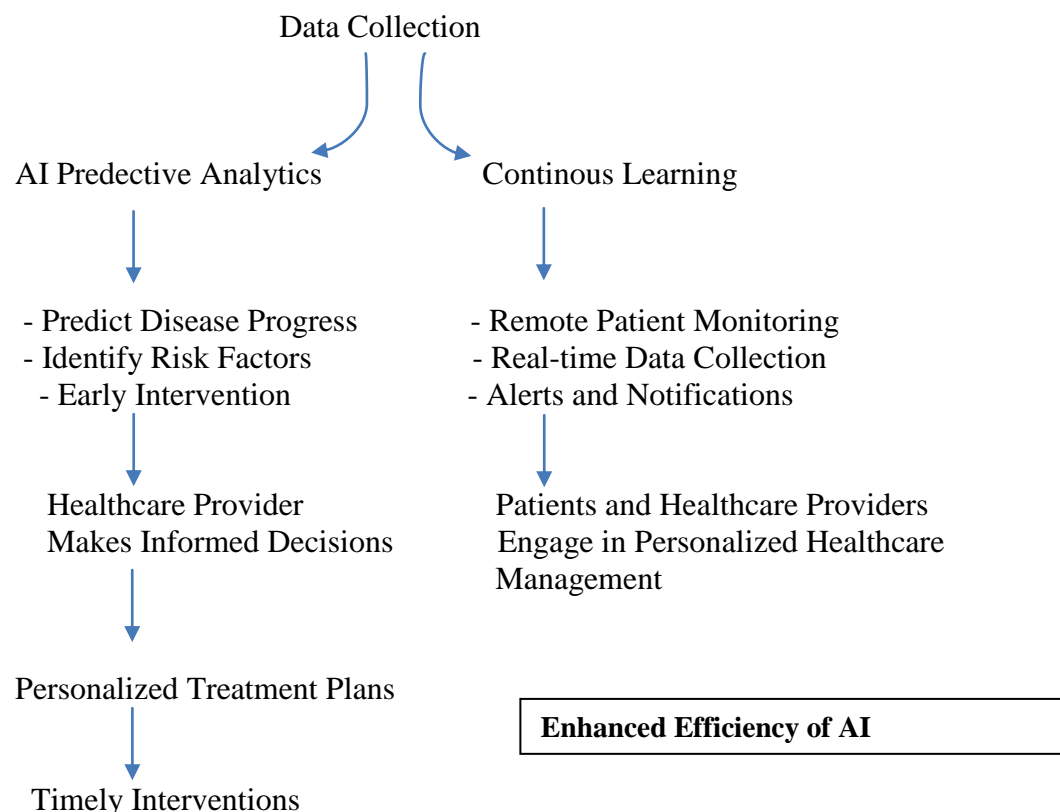 Data Collection
AI Predective Analytics
Continous Learning
- Predict Disease Progress
- Identify Risk Factors
- Early Intervention
- Remote Patient Monitoring
- Real-time Data Collection
- Alerts and Notifications
Healthcare Provider
Makes Informed Decisions
Patients and Healthcare Providers
Engage in Personalized Healthcare
Management
Personalized Treatment Plans
Enhanced Efficiency of AI
Timely Interventions